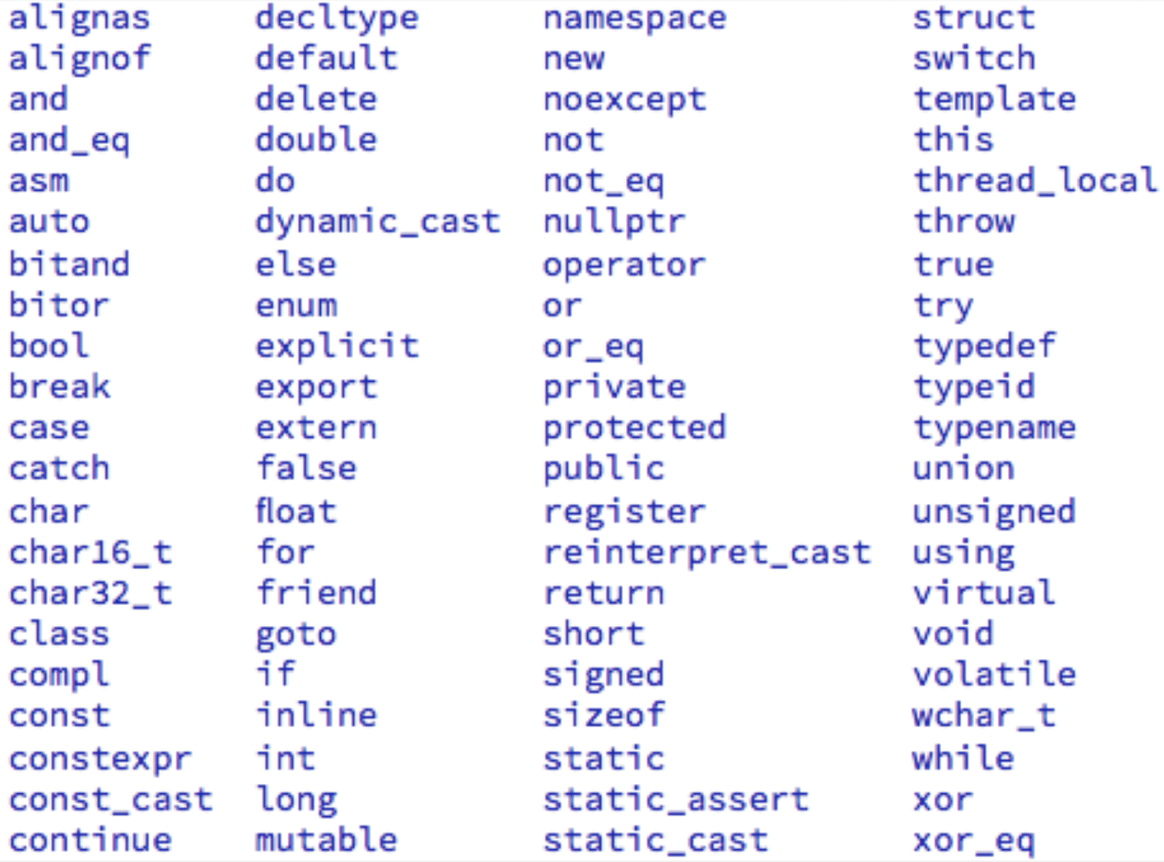 alignas decltype namespace struct
alignof default new switch
and delete noexcept template
and_eq double not this
asm do not_eq thread_local
auto dynamic_cast nullptr throw
bitand else operator true
bitor enum or try
bool explicit or_eq typedef
break export private typeid
case extern protected typename
catch false public union
char float register unsigned
char16_t for reinterpret_cast using
char32_t friend return virtual
class goto short void
compl if signed volatile
const inline sizeof wchar_t
constexpr int static while
const_cast long static_assert xor
continue mutable static_cast xor_eq